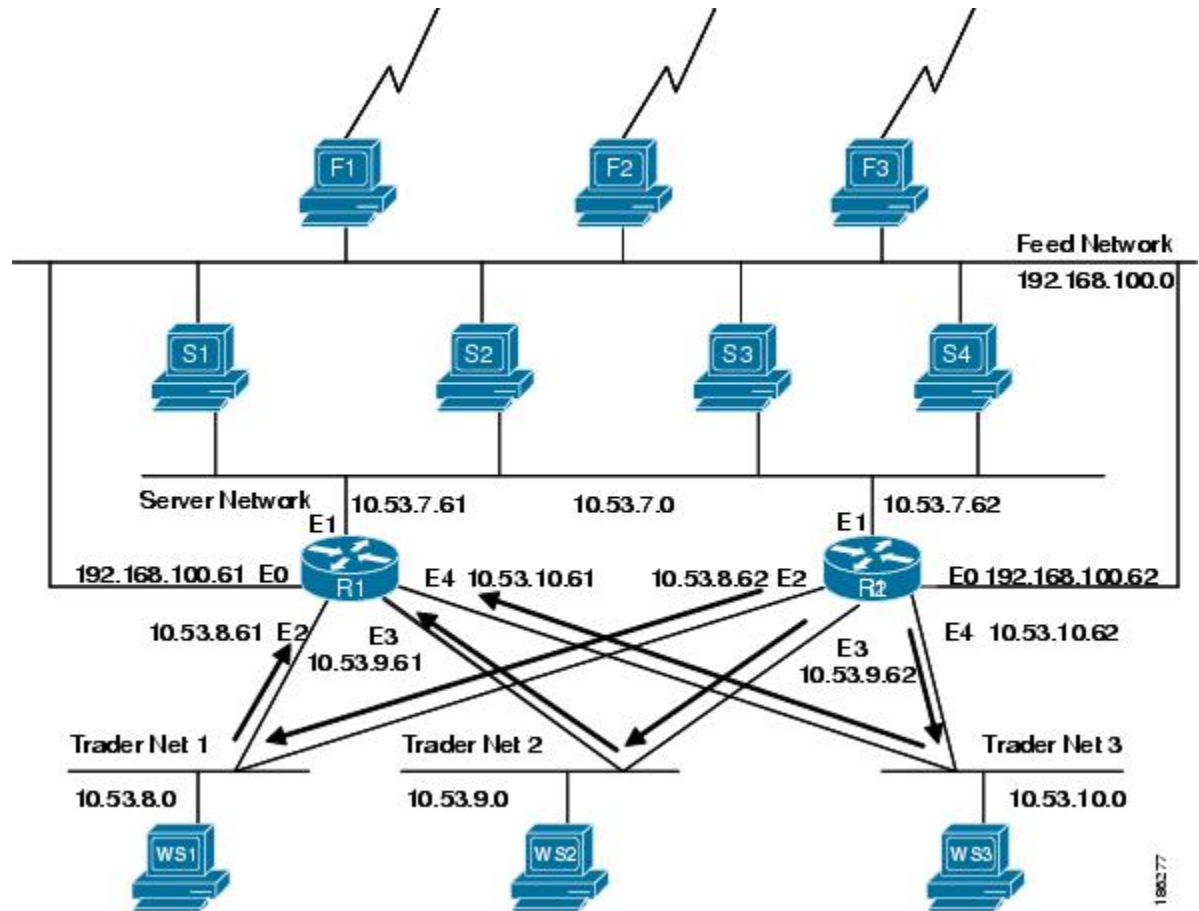 F1
F2
F3
Feed Network
192.168.100.0
S1
S2
S3
S4
Server Network
10.53.7.61
10.53.7.0
10.53.7.62
E1
E1
192.168.100.61 E0
R1
E4 10.53.10.61
10.53.8.62 E2
E0 192.168.100.62
10.53.8.61 E2
E3
10.53.9.61
E3
10.53.9.62
E4 10.53.10.62
Trader Net 1
Trader Net 2
Trader Net 3
10.53.8.0
10.53.9.0
10.53.10.0
WS1
WS2
WS3
186277